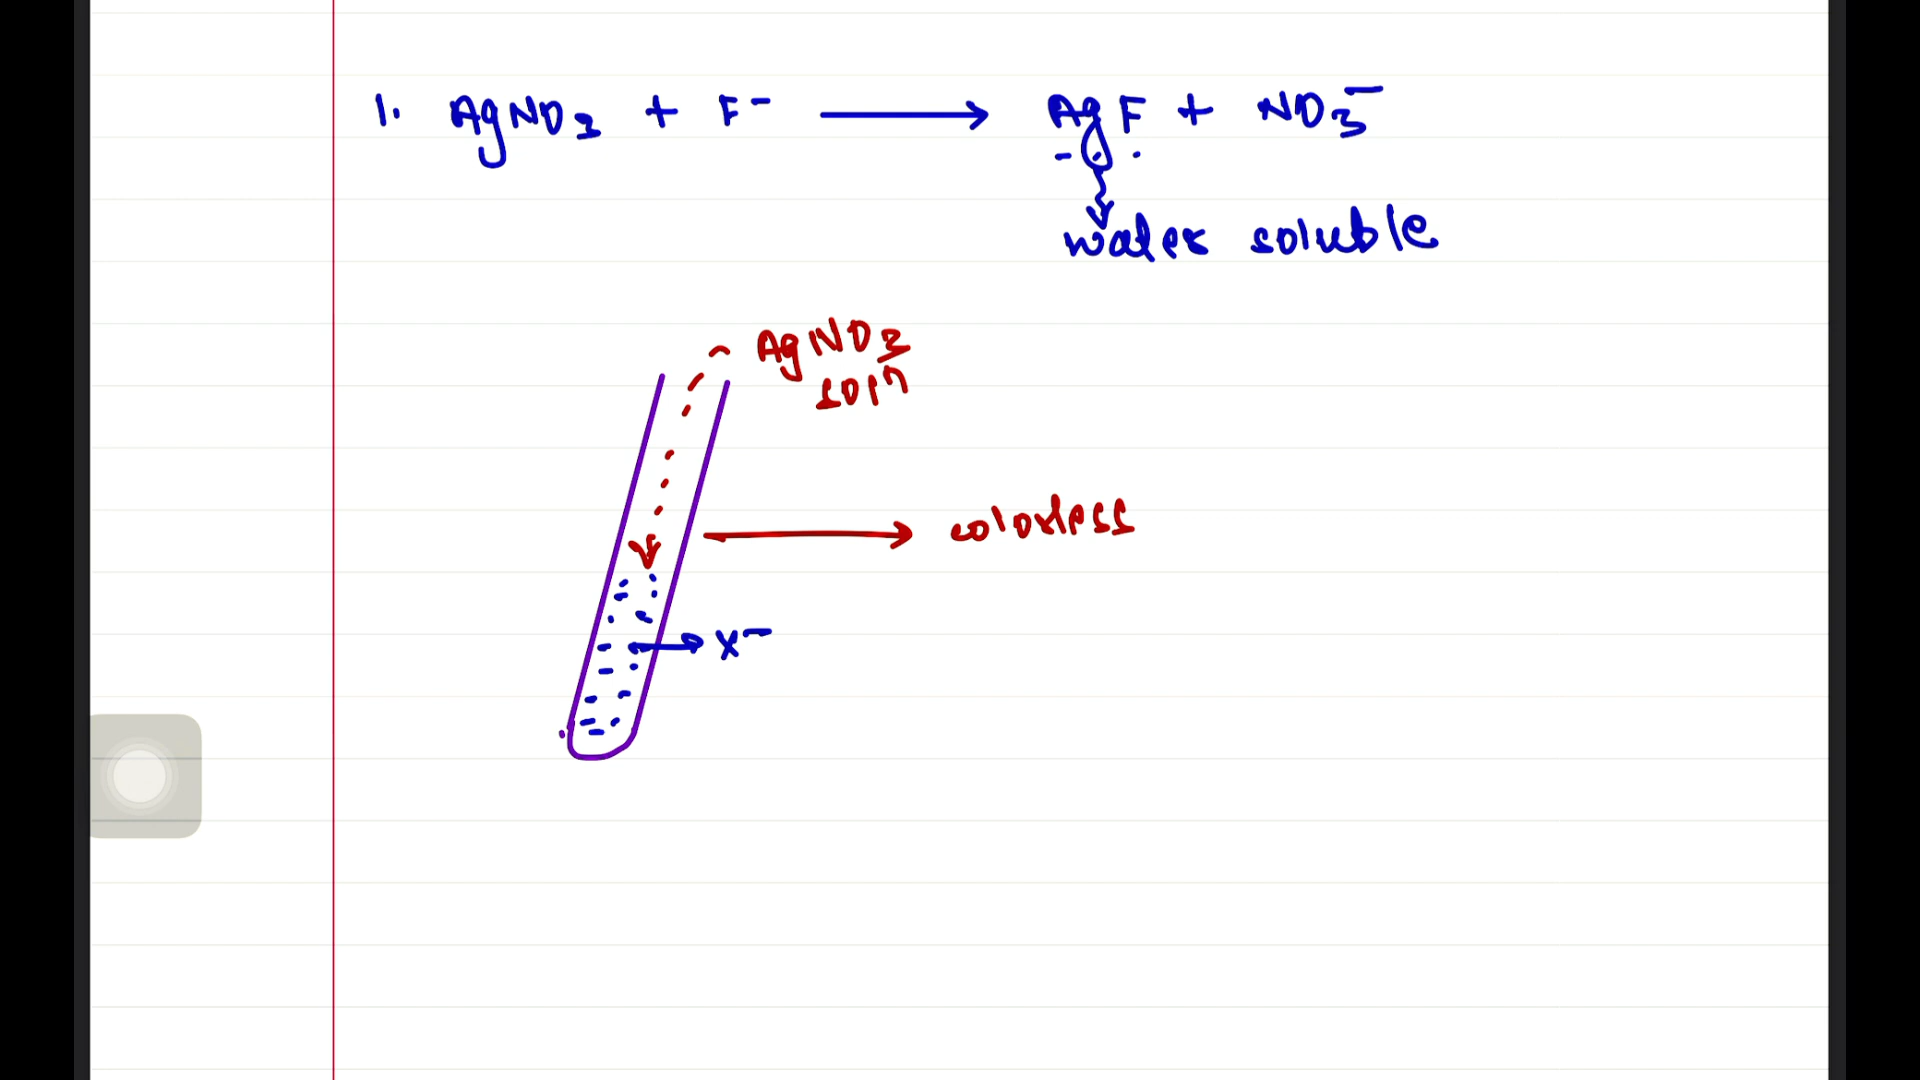 1. AgNO₃ + F⁻ ⟶ AgF + NO₃⁻
water soluble
AgNO₃
solⁿ
colorless
X⁻